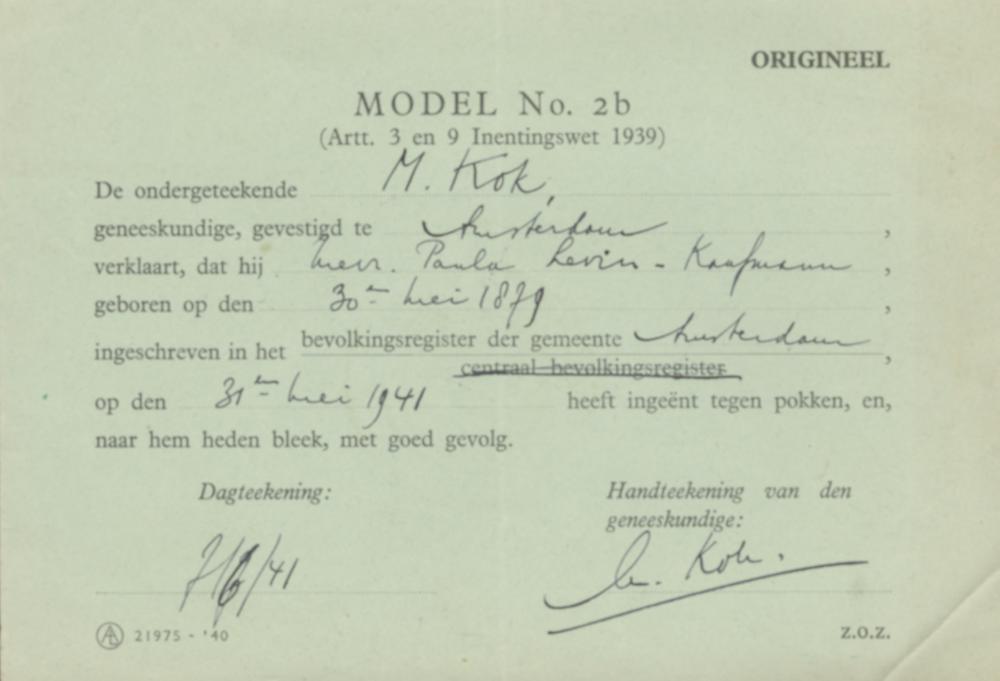 ORIGINEEL
MODEL No. 2b
(Artt. 3 en 9 Inentingswet 1939)
De ondergeteekende M. Kok,
geneeskundige, gevestigd te Amsterdam,
verklaart, dat hij Mevr. Paula Levin - Kaufmann,
geboren op den 30en Mei 1879,
ingeschreven in het bevolkingsregister der gemeente Amsterdam,
centraal bevolkingsregister
op den 31en Mei 1941 heeft ingeënt tegen pokken, en,
naar hem heden bleek, met goed gevolg.
Dagteekening: Handteekening van den
geneeskundige:
7/6/41 M. Kok.
21975 - '40 Z.O.Z.